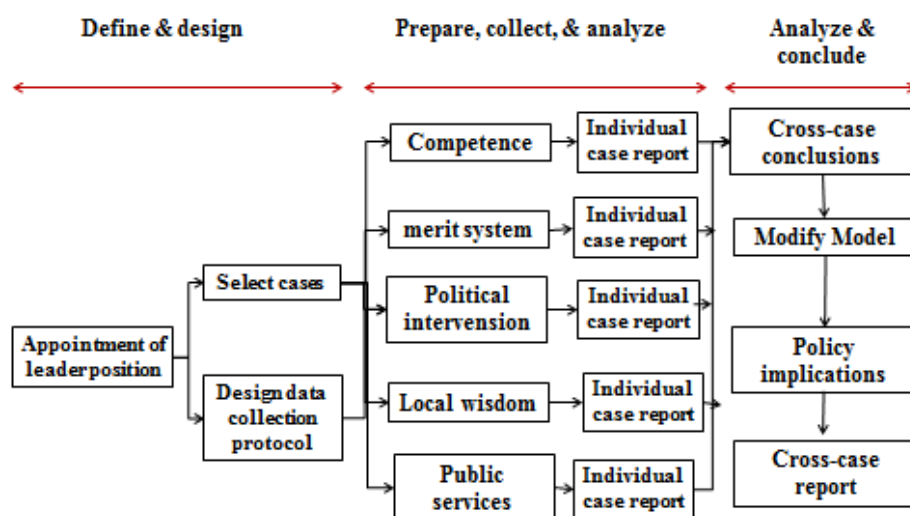 Define & design
Prepare, collect, & analyze
Analyze &
conclude
Competence
Individual
case report
Cross-case
conclusions
merit system
Individual
case report
Modify Model
Select cases
Political
intervension
Individual
case report
Appointment of
leader position
Policy
implications
Design data
collection
protocol
Local wisdom
Individual
case report
Cross-case
report
Public
services
Individual
case report